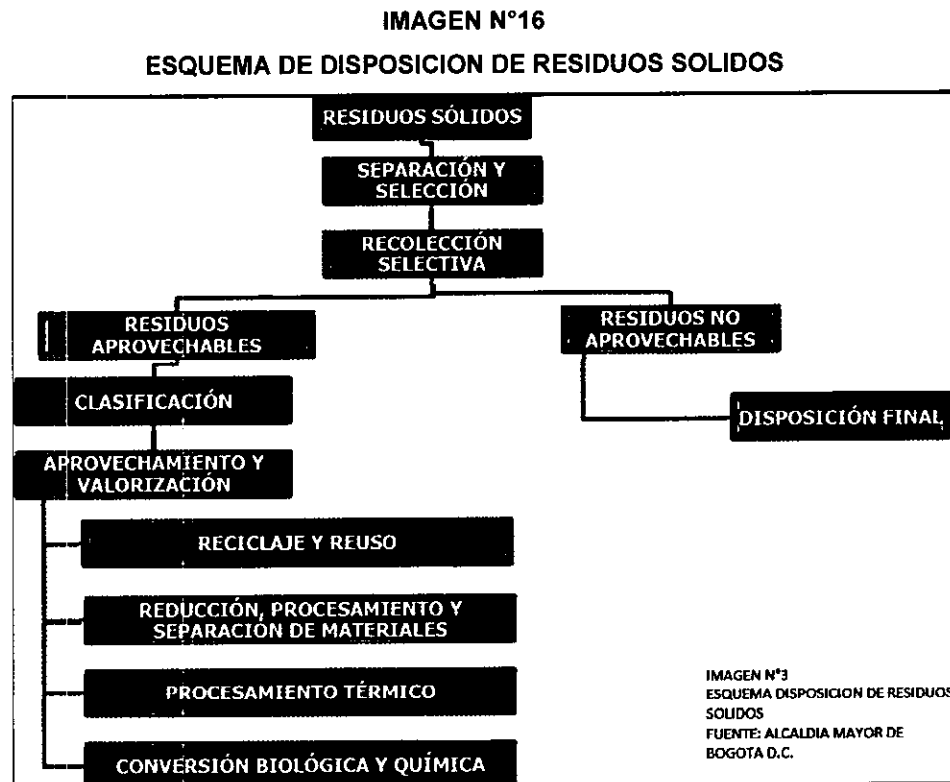 IMAGEN N°16
ESQUEMA DE DISPOSICION DE RESIDUOS SOLIDOS
RESIDUOS SÓLIDOS
SEPARACIÓN Y
SELECCIÓN
RECOLECCIÓN
SELECTIVA
RESIDUOS
APROVECHABLES
RESIDUOS NO
APROVECHABLES
CLASIFICACIÓN
DISPOSICIÓN FINAL
APROVECHAMIENTO Y
VALORIZACIÓN
RECICLAJE Y REUSO
REDUCCIÓN, PROCESAMIENTO Y
SEPARACIÓN DE MATERIALES
PROCESAMIENTO TÉRMICO
CONVERSIÓN BIOLÓGICA Y QUÍMICA
IMAGEN N°3
ESQUEMA DISPOSICION DE RESIDUOS
SOLIDOS
FUENTE: ALCALDIA MAYOR DE
BOGOTA D.C.